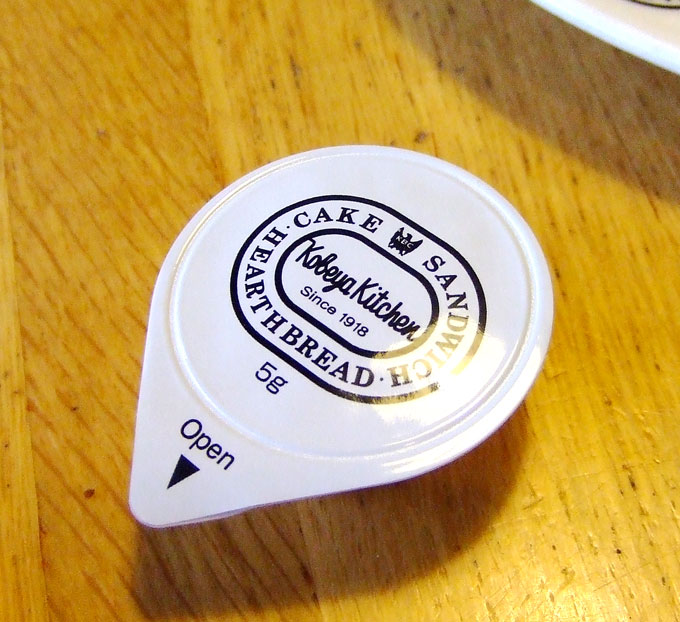 CAKE
SANDWICH
HEARTHBREAD
Kobeya Kitchen
Since 1918
5g
Open